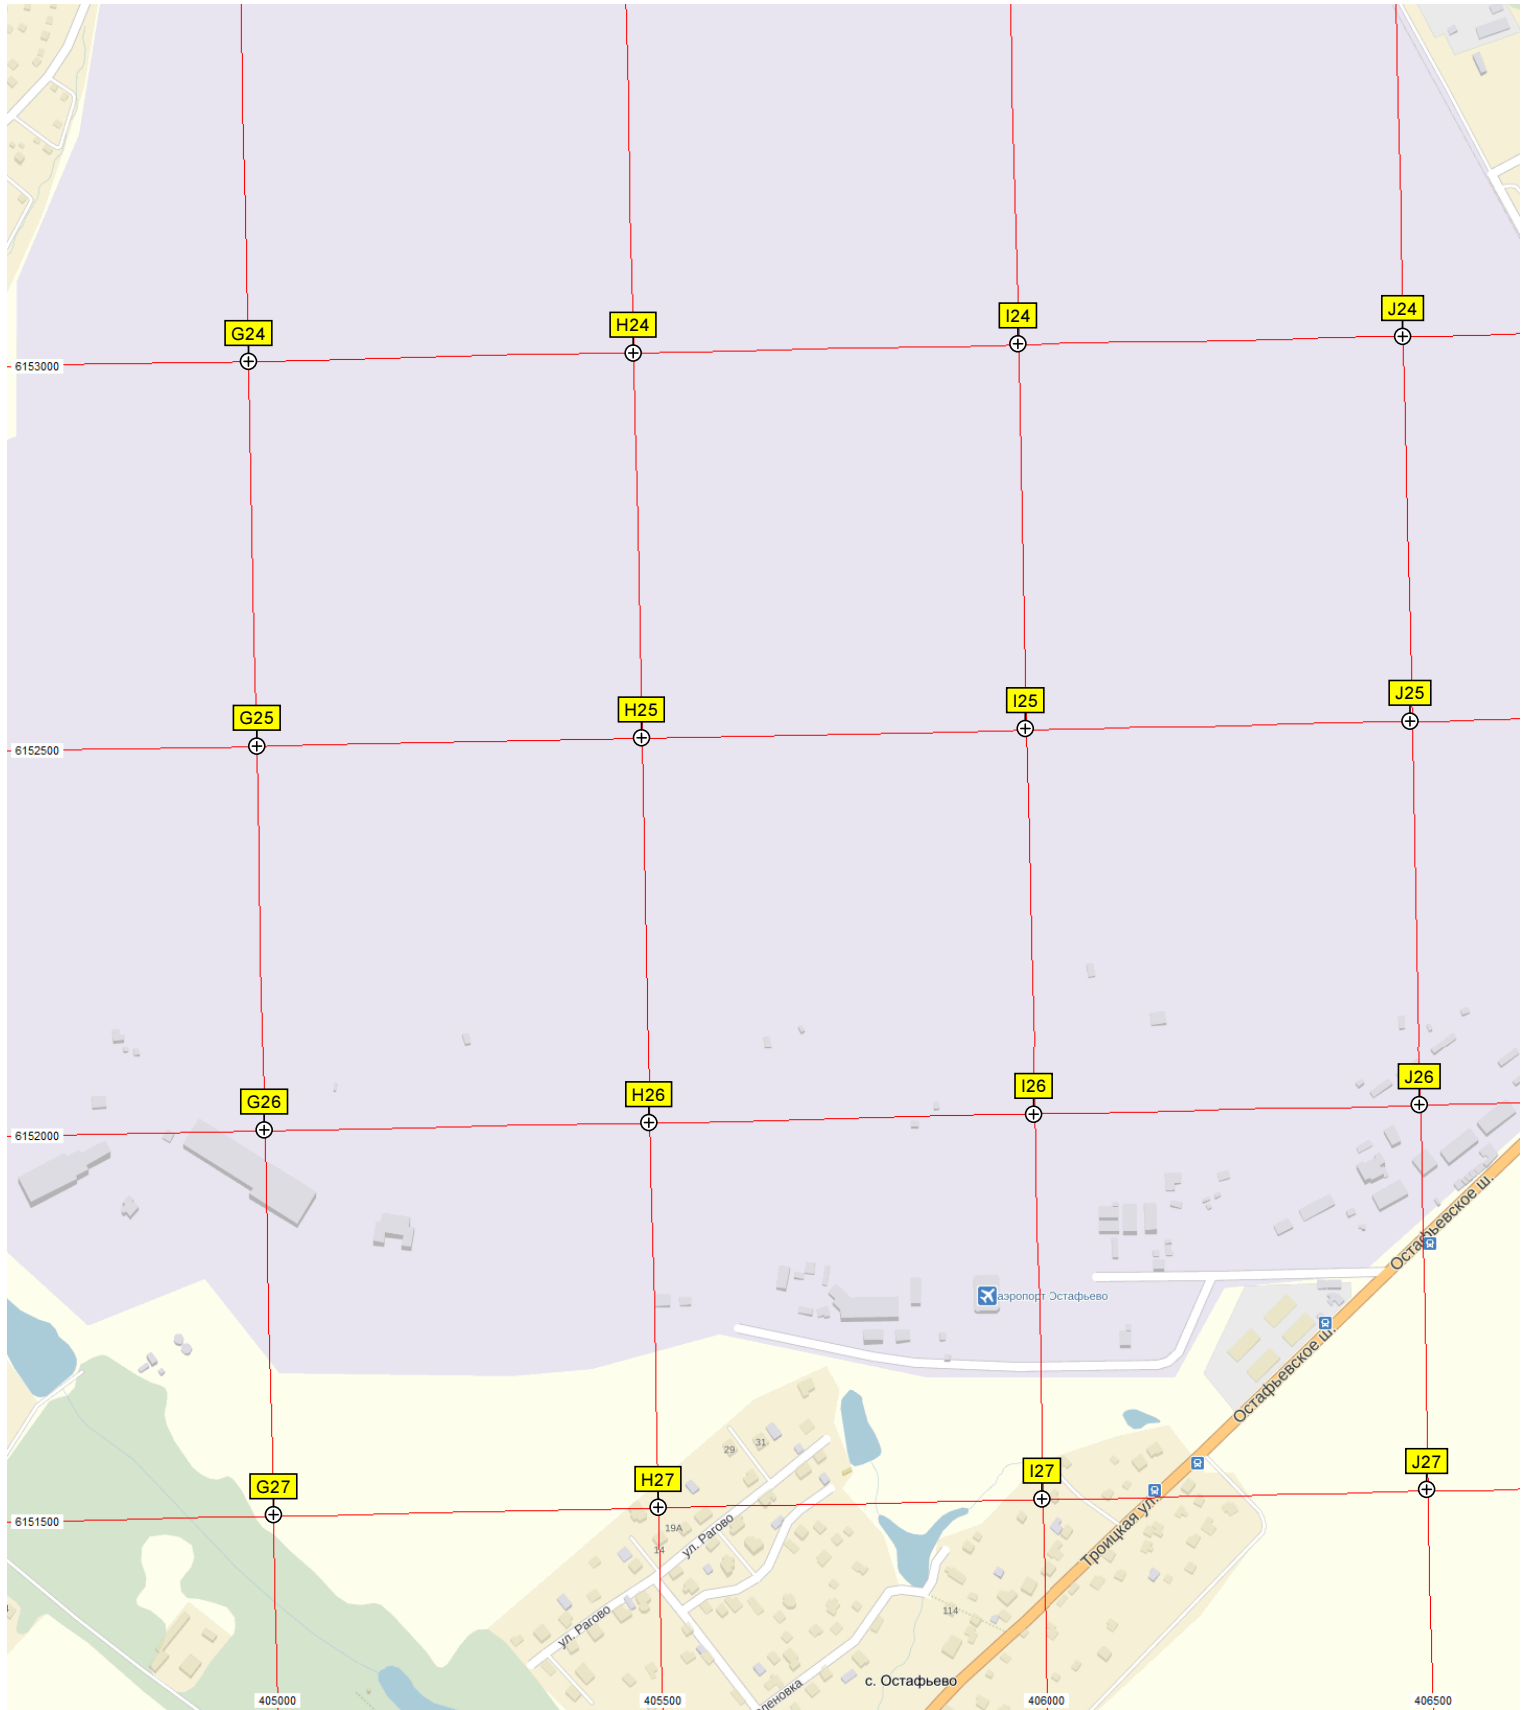 G24
H24
I24
J24
6153000
G25
H25
I25
J25
6152500
G26
H26
I26
J26
6152000
Остафьевское ш.
аэропорт Остафьево
Остафьевское ш.
29
31
G27
H27
I27
J27
6151500
19А
14
ул. Рагово
Троицкая ул.
ул. Рагово
114
с. Остафьево
405000
405500
406000
406500